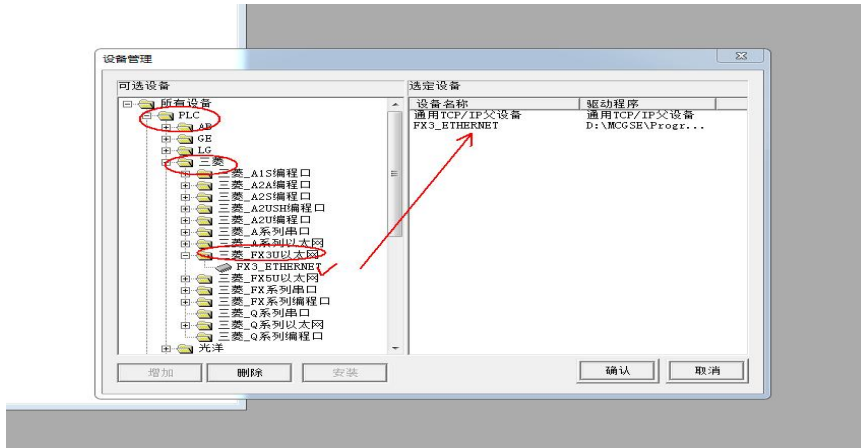 设备管理
可选设备
选定设备
所有设备
PLC
AB
GE
LG
三菱
三菱_A1S编程口
三菱_A2A编程口
三菱_A2S编程口
三菱_A2USH编程口
三菱_A2U编程口
三菱_A系列串口
三菱_A系列以太网
三菱_FX3U以太网
FX3_ETHERNET
三菱_FX5U以太网
三菱_FX系列串口
三菱_FX系列编程口
三菱_Q系列串口
三菱_Q系列以太网
三菱_Q系列编程口
光洋
设备名称 驱动程序
通用TCP/IP父设备 通用TCP/IP父设备
FX3_ETHERNET D:\MCGSE\Progr...
增加 删除 安装
确认 取消